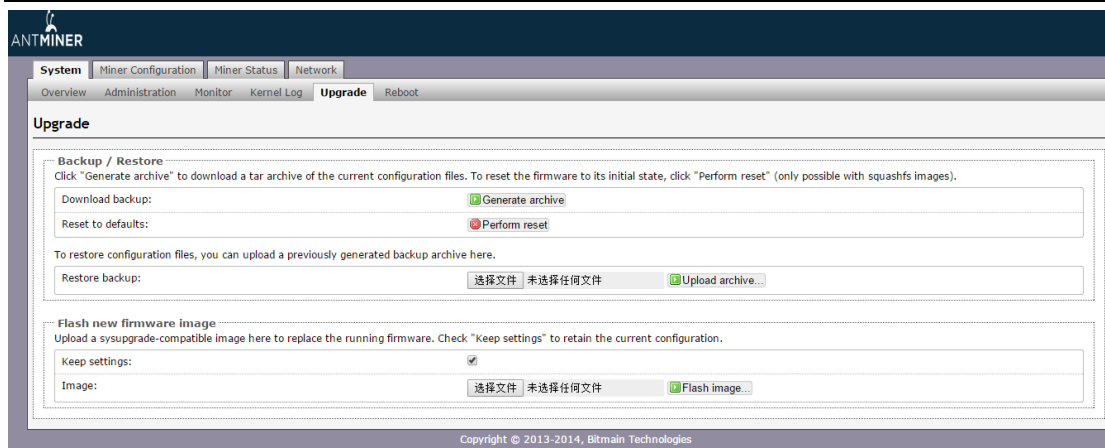 ANTMINER
System Miner Configuration Miner Status Network
Overview Administration Monitor Kernel Log Upgrade Reboot
Upgrade
Backup / Restore
Click "Generate archive" to download a tar archive of the current configuration files. To reset the firmware to its initial state, click "Perform reset" (only possible with squashfs images).
Download backup: Generate archive
Reset to defaults: Perform reset
To restore configuration files, you can upload a previously generated backup archive here.
Restore backup: 选择文件 未选择任何文件 Upload archive...
Flash new firmware image
Upload a sysupgrade-compatible image here to replace the running firmware. Check "Keep settings" to retain the current configuration.
Keep settings:
Image: 选择文件 未选择任何文件 Flash image...
Copyright © 2013-2014, Bitmain Technologies